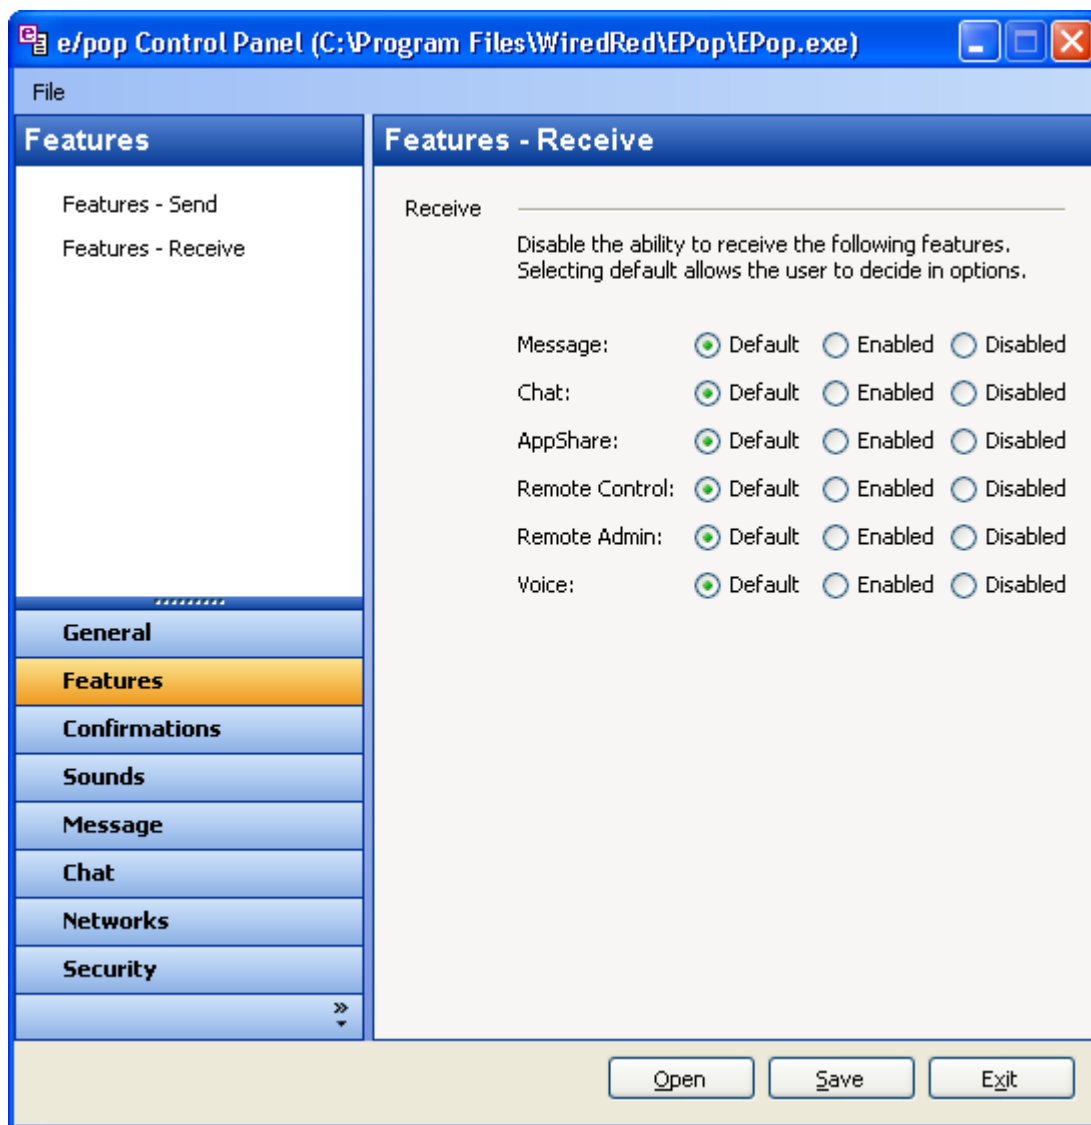 e/pop Control Panel (C:\Program Files\WiredRed\EPop\EPop.exe)
File
Features
Features - Send
Features - Receive
General
Features
Confirmations
Sounds
Message
Chat
Networks
Security
Features - Receive
Receive
Disable the ability to receive the following features.
Selecting default allows the user to decide in options.
Message: Default Enabled Disabled
Chat: Default Enabled Disabled
AppShare: Default Enabled Disabled
Remote Control: Default Enabled Disabled
Remote Admin: Default Enabled Disabled
Voice: Default Enabled Disabled
Open Save Exit